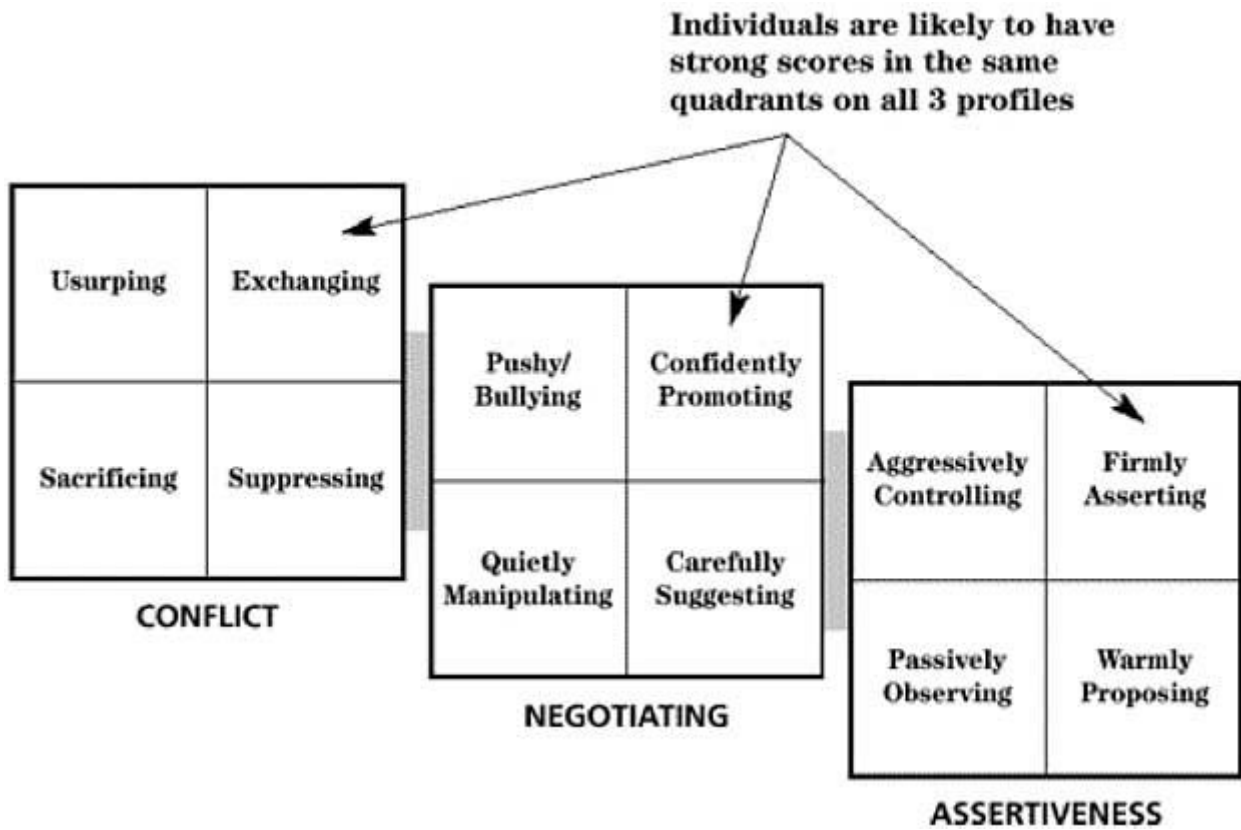 Individuals are likely to have
strong scores in the same
quadrants on all 3 profiles
Usurping
Exchanging
Sacrificing
Suppressing
CONFLICT
Pushy/
Bullying
Confidently
Promoting
Quietly
Manipulating
Carefully
Suggesting
NEGOTIATING
Aggressively
Controlling
Firmly
Asserting
Passively
Observing
Warmly
Proposing
ASSERTIVENESS